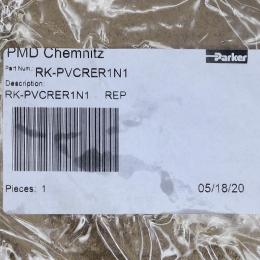 PMD Chemnitz
Parker
Part Num.: RK-PVCRER1N1
Description:
RK-PVCRER1N1 REP
Pieces: 1
05/18/20